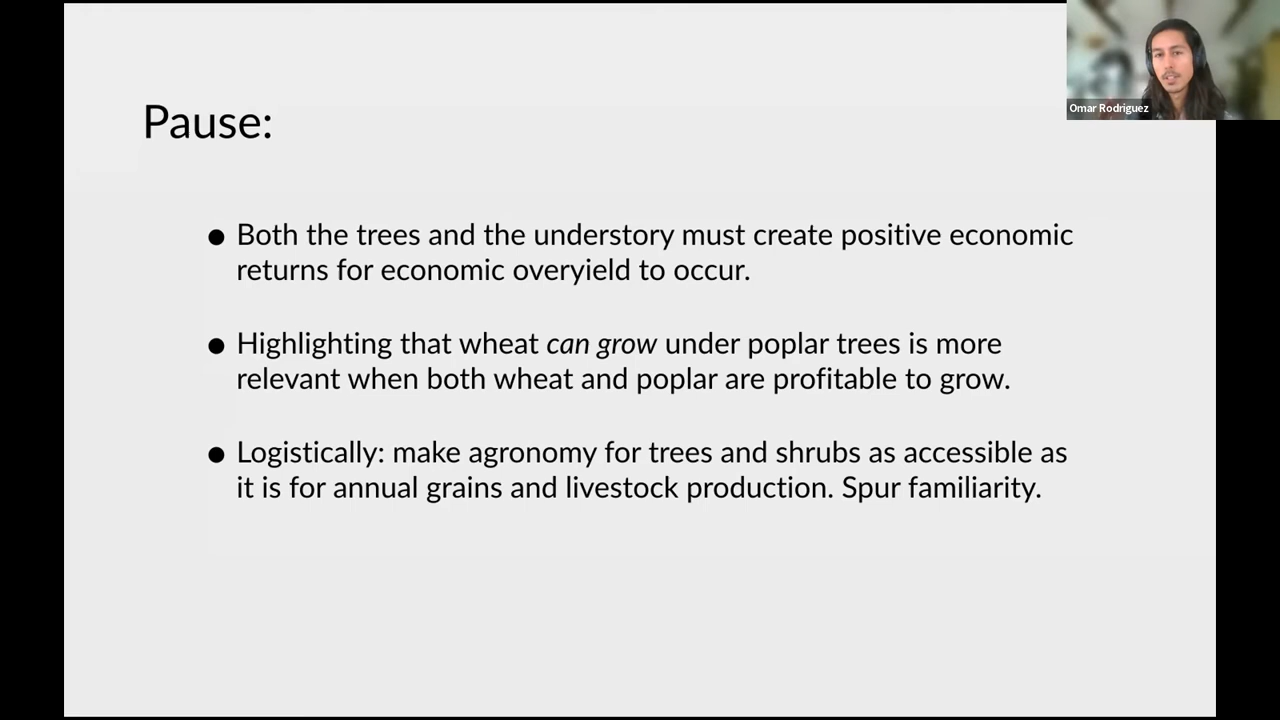 Omar Rodriguez
Pause:
● Both the trees and the understory must create positive economic
returns for economic overyield to occur.
● Highlighting that wheat can grow under poplar trees is more
relevant when both wheat and poplar are profitable to grow.
● Logistically: make agronomy for trees and shrubs as accessible as
it is for annual grains and livestock production. Spur familiarity.